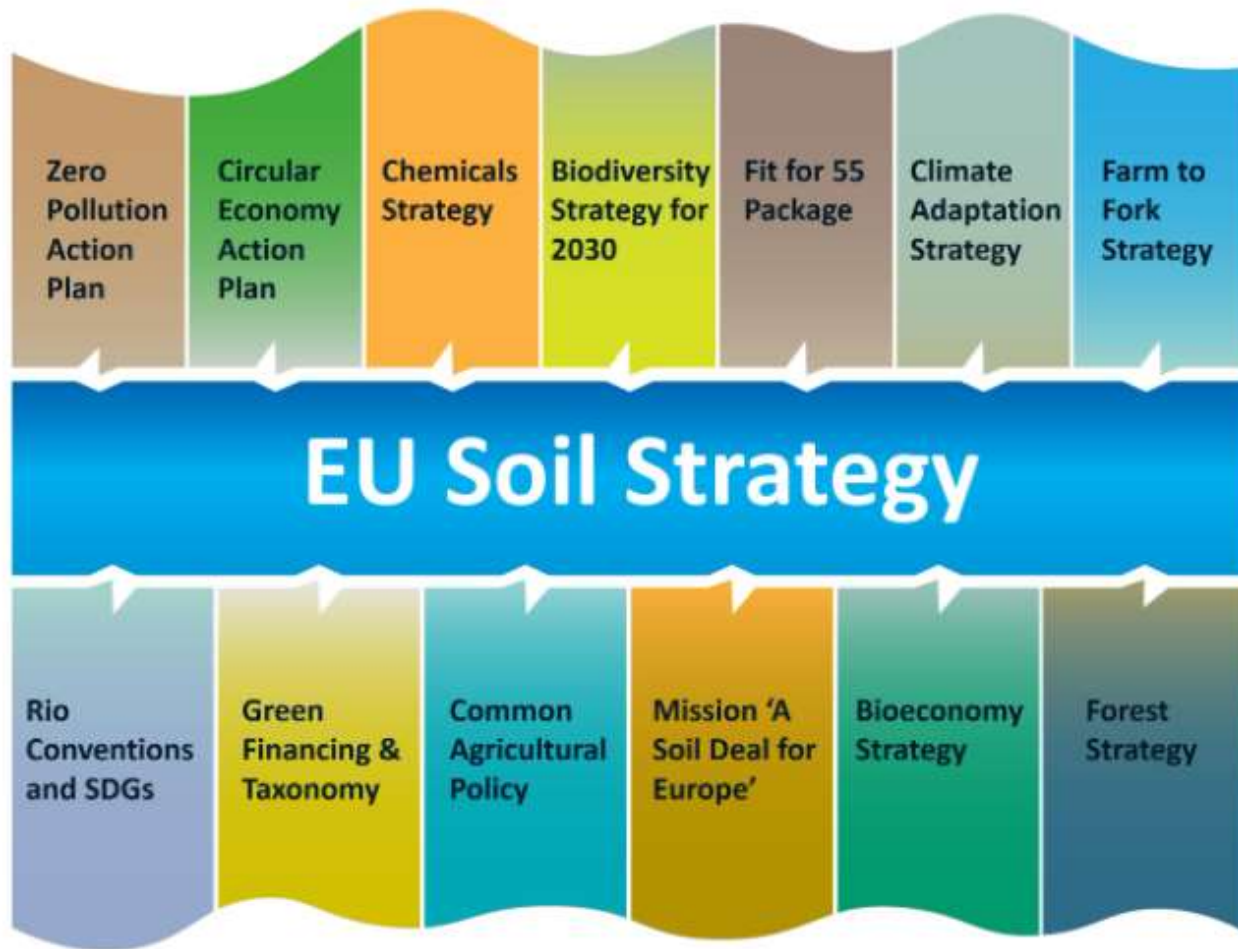 Zero
Pollution
Action
Plan
Circular
Economy
Action
Plan
Chemicals
Strategy
Biodiversity
Strategy for
2030
Fit for 55
Package
Climate
Adaptation
Strategy
Farm to
Fork
Strategy
EU Soil Strategy
Rio
Conventions
and SDGs
Green
Financing &
Taxonomy
Common
Agricultural
Policy
Mission ‘A
Soil Deal for
Europe’
Bioeconomy
Strategy
Forest
Strategy